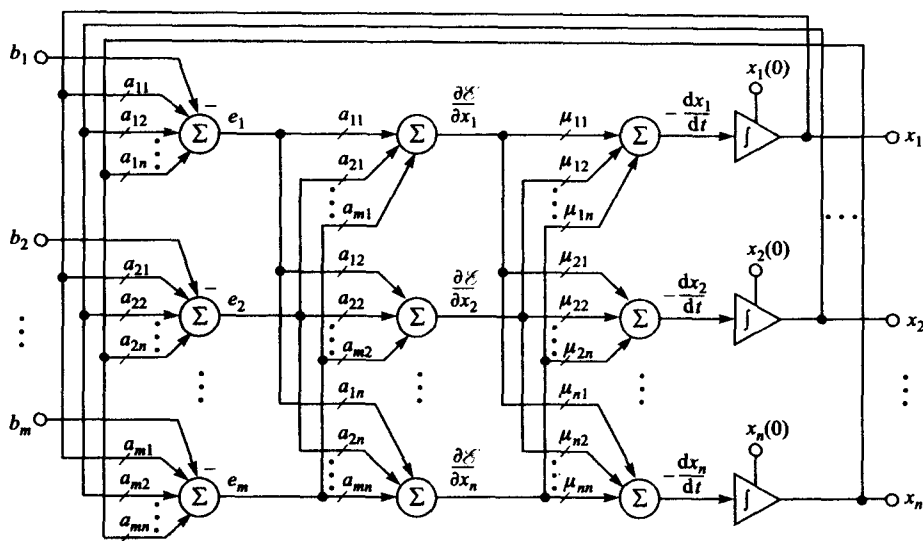 b₁
a₁₁
a₁₂
a₁ₙ
−
Σ
e₁
a₁₁
a₂₁
aₘ₁
Σ
∂ℰ/∂x₁
μ₁₁
μ₁₂
μ₁ₙ
Σ
−dx₁/dt
x₁(0)
∫
x₁
b₂
a₂₁
a₂₂
a₂ₙ
−
Σ
e₂
a₁₂
a₂₂
aₘ₂
Σ
∂ℰ/∂x₂
μ₂₁
μ₂₂
μ₂ₙ
Σ
−dx₂/dt
x₂(0)
∫
x₂
bₘ
aₘ₁
aₘ₂
aₘₙ
−
Σ
eₘ
a₁ₙ
a₂ₙ
aₘₙ
Σ
∂ℰ/∂xₙ
μₙ₁
μₙ₂
μₙₙ
Σ
−dxₙ/dt
xₙ(0)
∫
xₙ